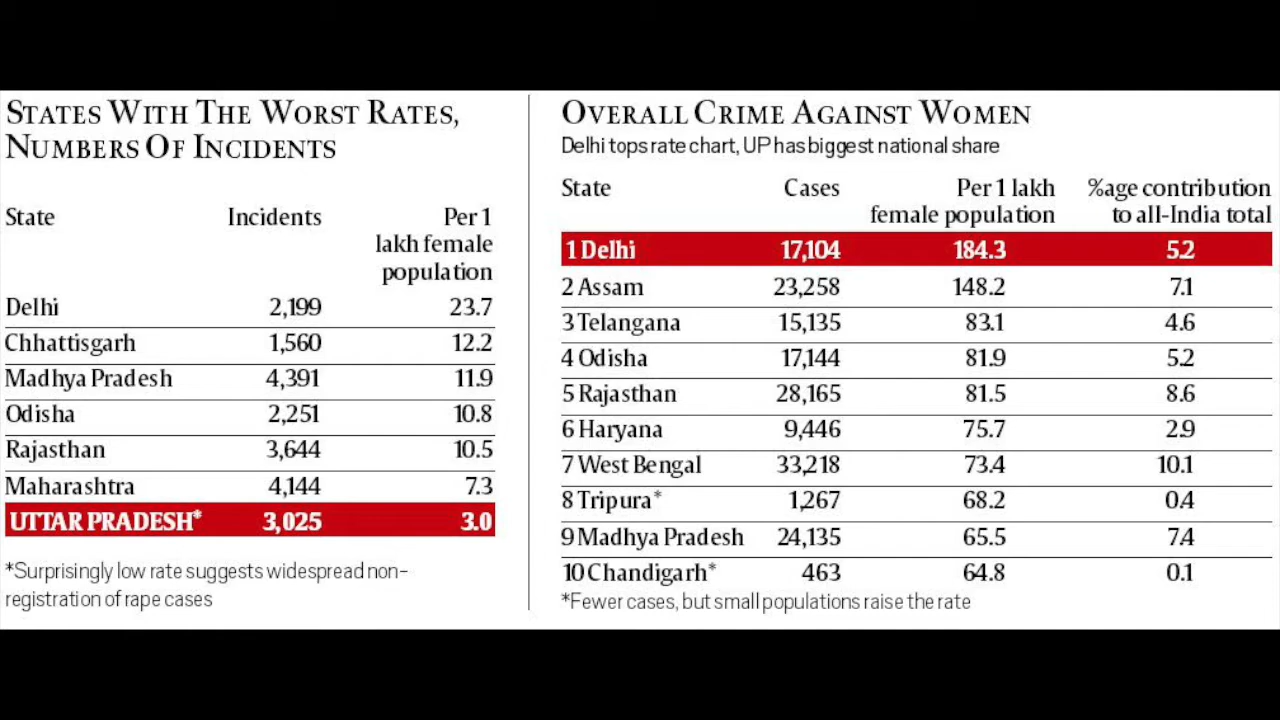 STATES WITH THE WORST RATES,
NUMBERS OF INCIDENTS
State Incidents Per 1
lakh female
population
Delhi 2,199 23.7
Chhattisgarh 1,560 12.2
Madhya Pradesh 4,391 11.9
Odisha 2,251 10.8
Rajasthan 3,644 10.5
Maharashtra 4,144 7.3
UTTAR PRADESH* 3,025 3.0
*Surprisingly low rate suggests widespread non-
registration of rape cases
OVERALL CRIME AGAINST WOMEN
Delhi tops rate chart, UP has biggest national share
State Cases Per 1 lakh %age contribution
female population to all-India total
1 Delhi 17,104 184.3 5.2
2 Assam 23,258 148.2 7.1
3 Telangana 15,135 83.1 4.6
4 Odisha 17,144 81.9 5.2
5 Rajasthan 28,165 81.5 8.6
6 Haryana 9,446 75.7 2.9
7 West Bengal 33,218 73.4 10.1
8 Tripura* 1,267 68.2 0.4
9 Madhya Pradesh 24,135 65.5 7.4
10 Chandigarh* 463 64.8 0.1
*Fewer cases, but small populations raise the rate